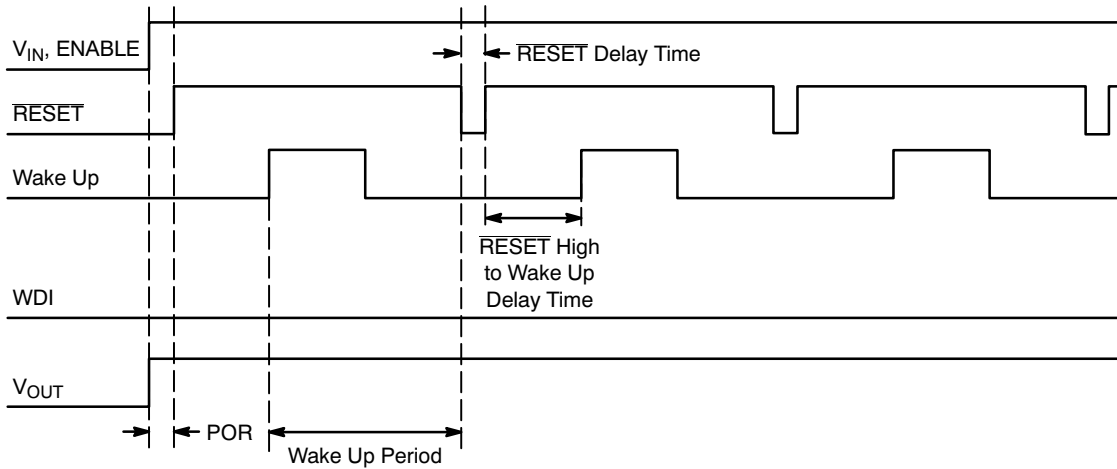 V_IN, ENABLE
RESET Delay Time
RESET
Wake Up
RESET High
to Wake Up
Delay Time
WDI
V_OUT
POR
Wake Up Period